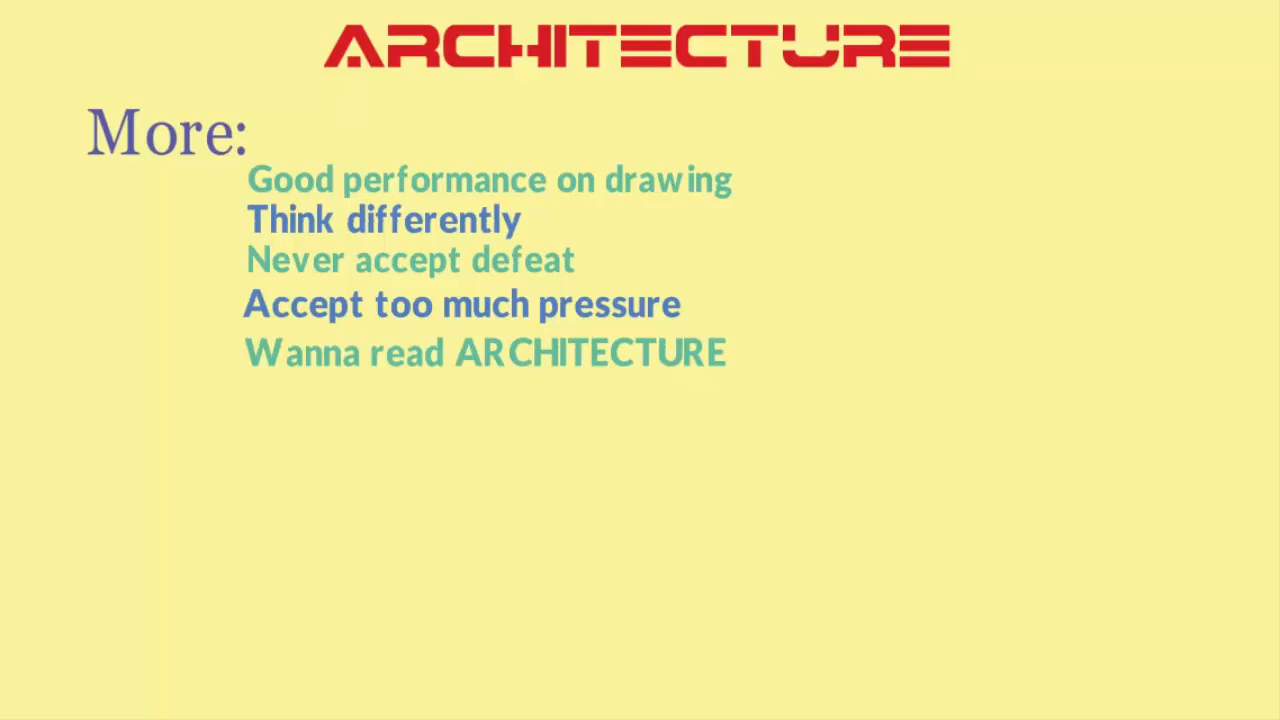 ARCHITECTURE
More:
Good performance on drawing
Think differently
Never accept defeat
Accept too much pressure
Wanna read ARCHITECTURE